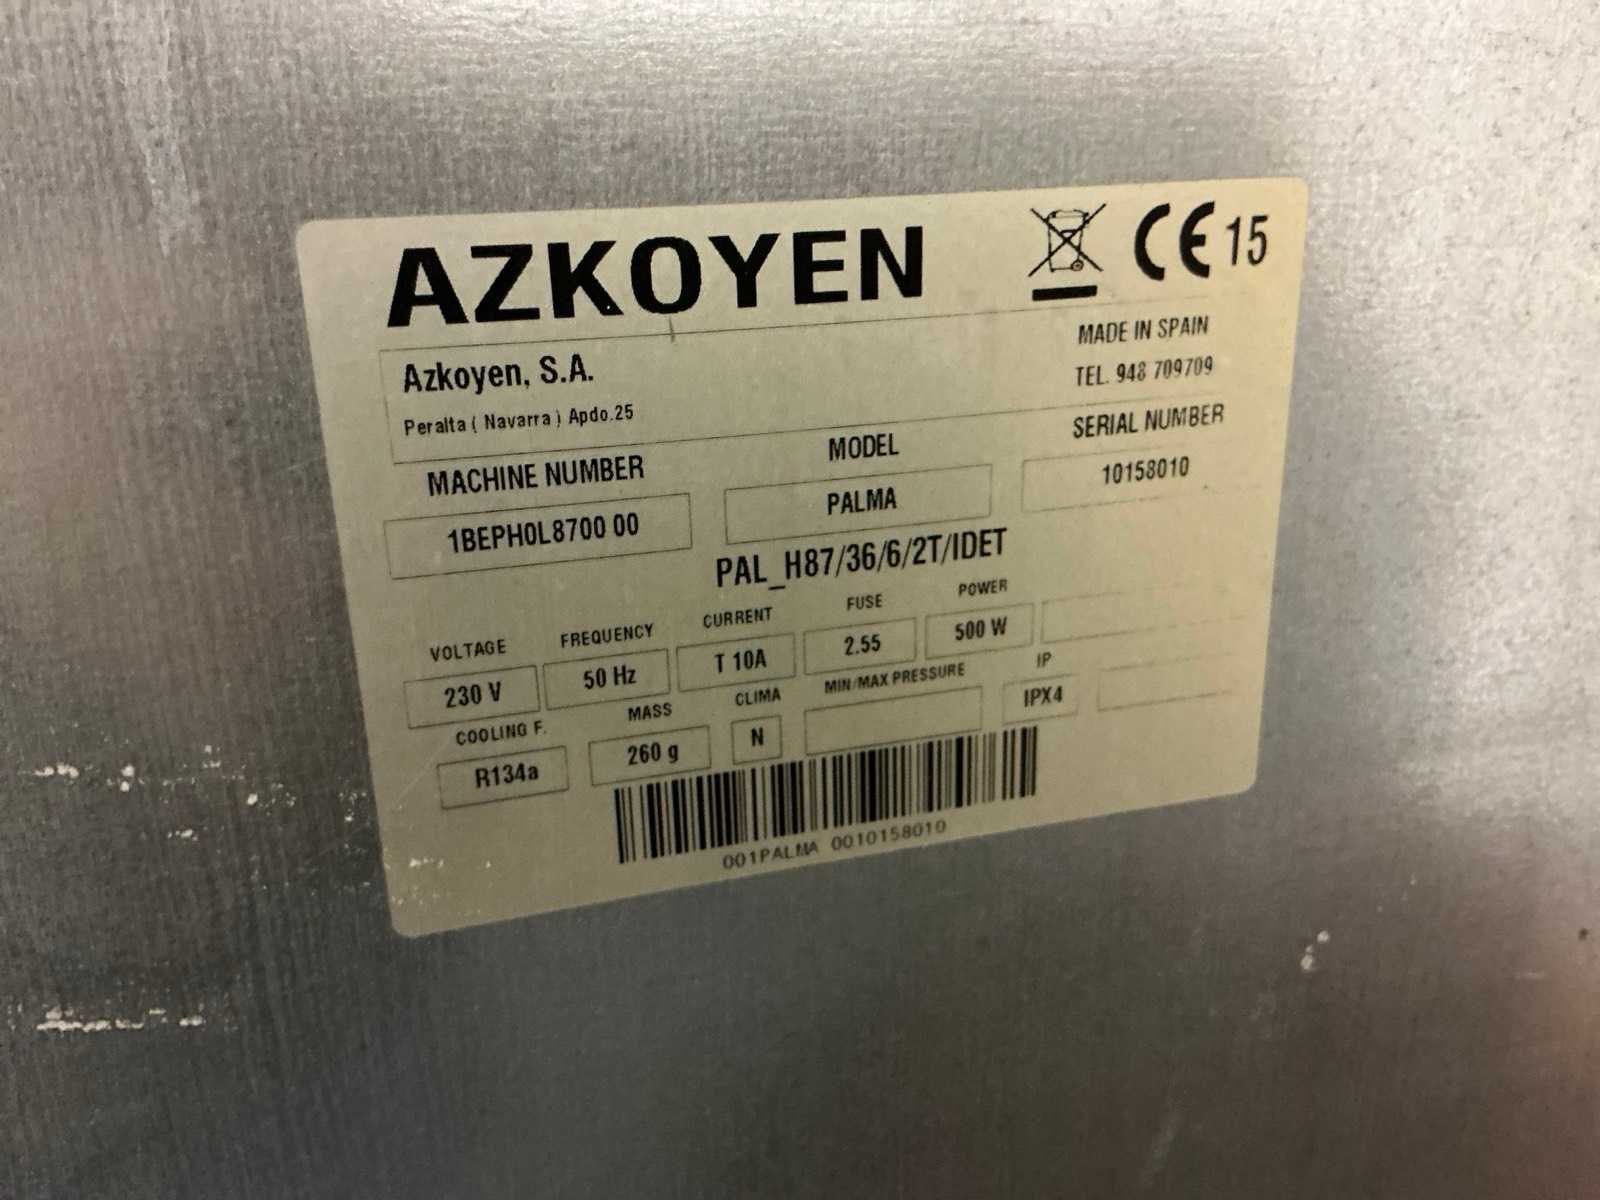 AZKOYEN
CE 15
Azkoyen, S.A.
MADE IN SPAIN
Peralta ( Navarra ) Apdo.25
TEL. 948 709709
MACHINE NUMBER MODEL SERIAL NUMBER
1BEPH0L8700 00 PALMA 10158010
PAL_H87/36/6/2T/IDET
VOLTAGE FREQUENCY CURRENT FUSE POWER
230 V 50 Hz T 10A 2.55 500 W
COOLING F. MASS CLIMA MIN/MAX PRESSURE IP
R134a 260 g N IPX4
001PALMA 0010158010